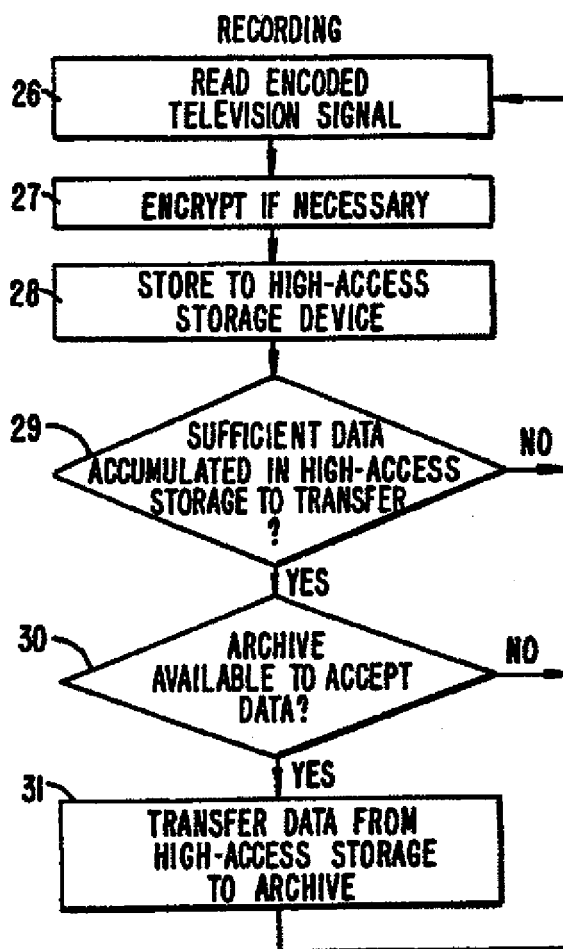 RECORDING
26
READ ENCODED
TELEVISION SIGNAL
27
ENCRYPT IF NECESSARY
28
STORE TO HIGH-ACCESS
STORAGE DEVICE
29
SUFFICIENT DATA
ACCUMULATED IN HIGH-ACCESS
STORAGE TO TRANSFER
?
NO
YES
30
ARCHIVE
AVAILABLE TO ACCEPT
DATA?
NO
YES
31
TRANSFER DATA FROM
HIGH-ACCESS STORAGE
TO ARCHIVE